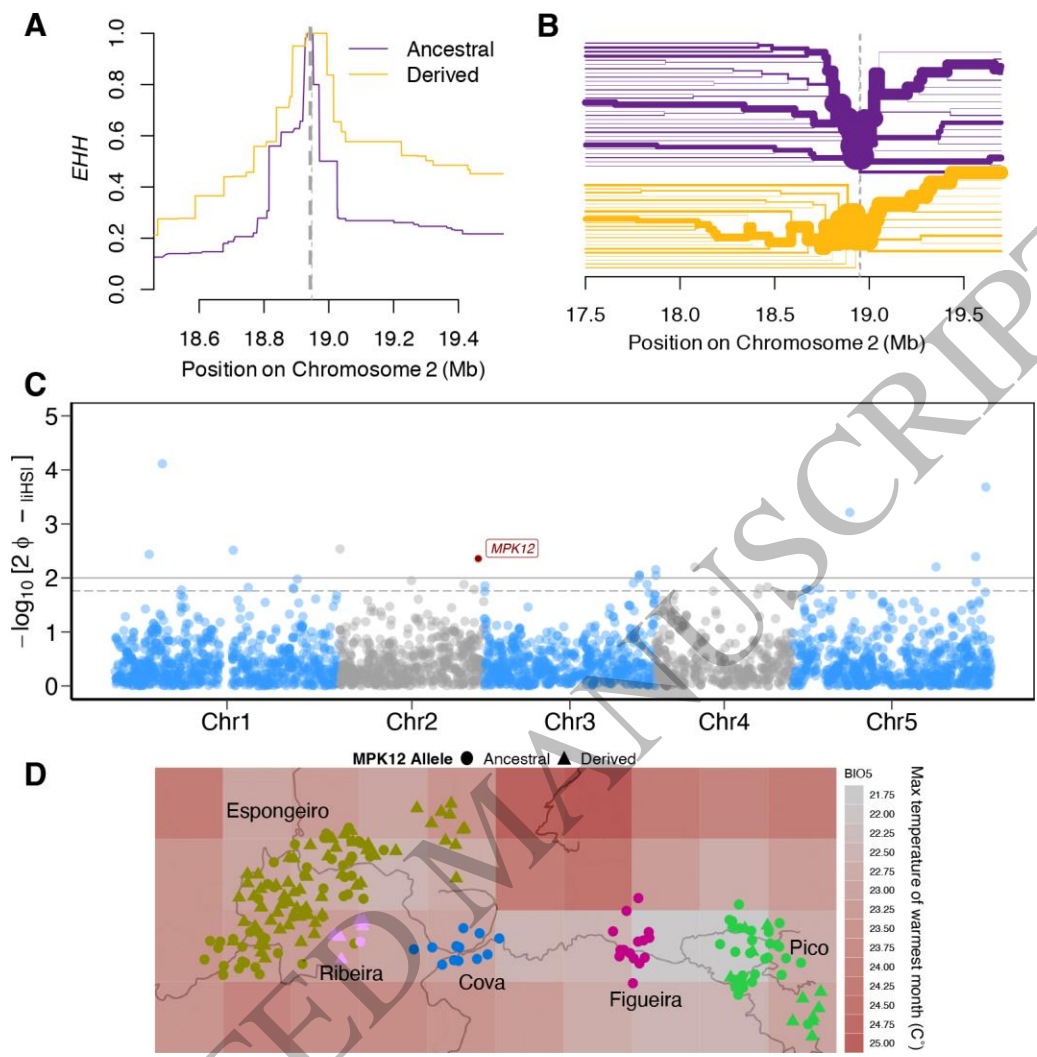 A
EHH
1.0
0.8
0.6
0.4
0.2
0.0
Ancestral
Derived
18.6 18.8 19.0 19.2 19.4
Position on Chromosome 2 (Mb)
B
17.5 18.0 18.5 19.0 19.5
Position on Chromosome 2 (Mb)
C
−log10 [2 ϕ − |iHS|]
5
4
3
2
1
0
MPK12
Chr1 Chr2 Chr3 Chr4 Chr5
D
MPK12 Allele Ancestral Derived
Espongeiro
Ribeira
Cova
Figueira
Pico
BIO5
21.75
22.00
22.25
22.50
22.75
23.00
23.25
23.50
23.75
24.00
24.25
24.50
24.75
25.00
Max temperature of warmest month (C°)
TED MANUSCRIPT